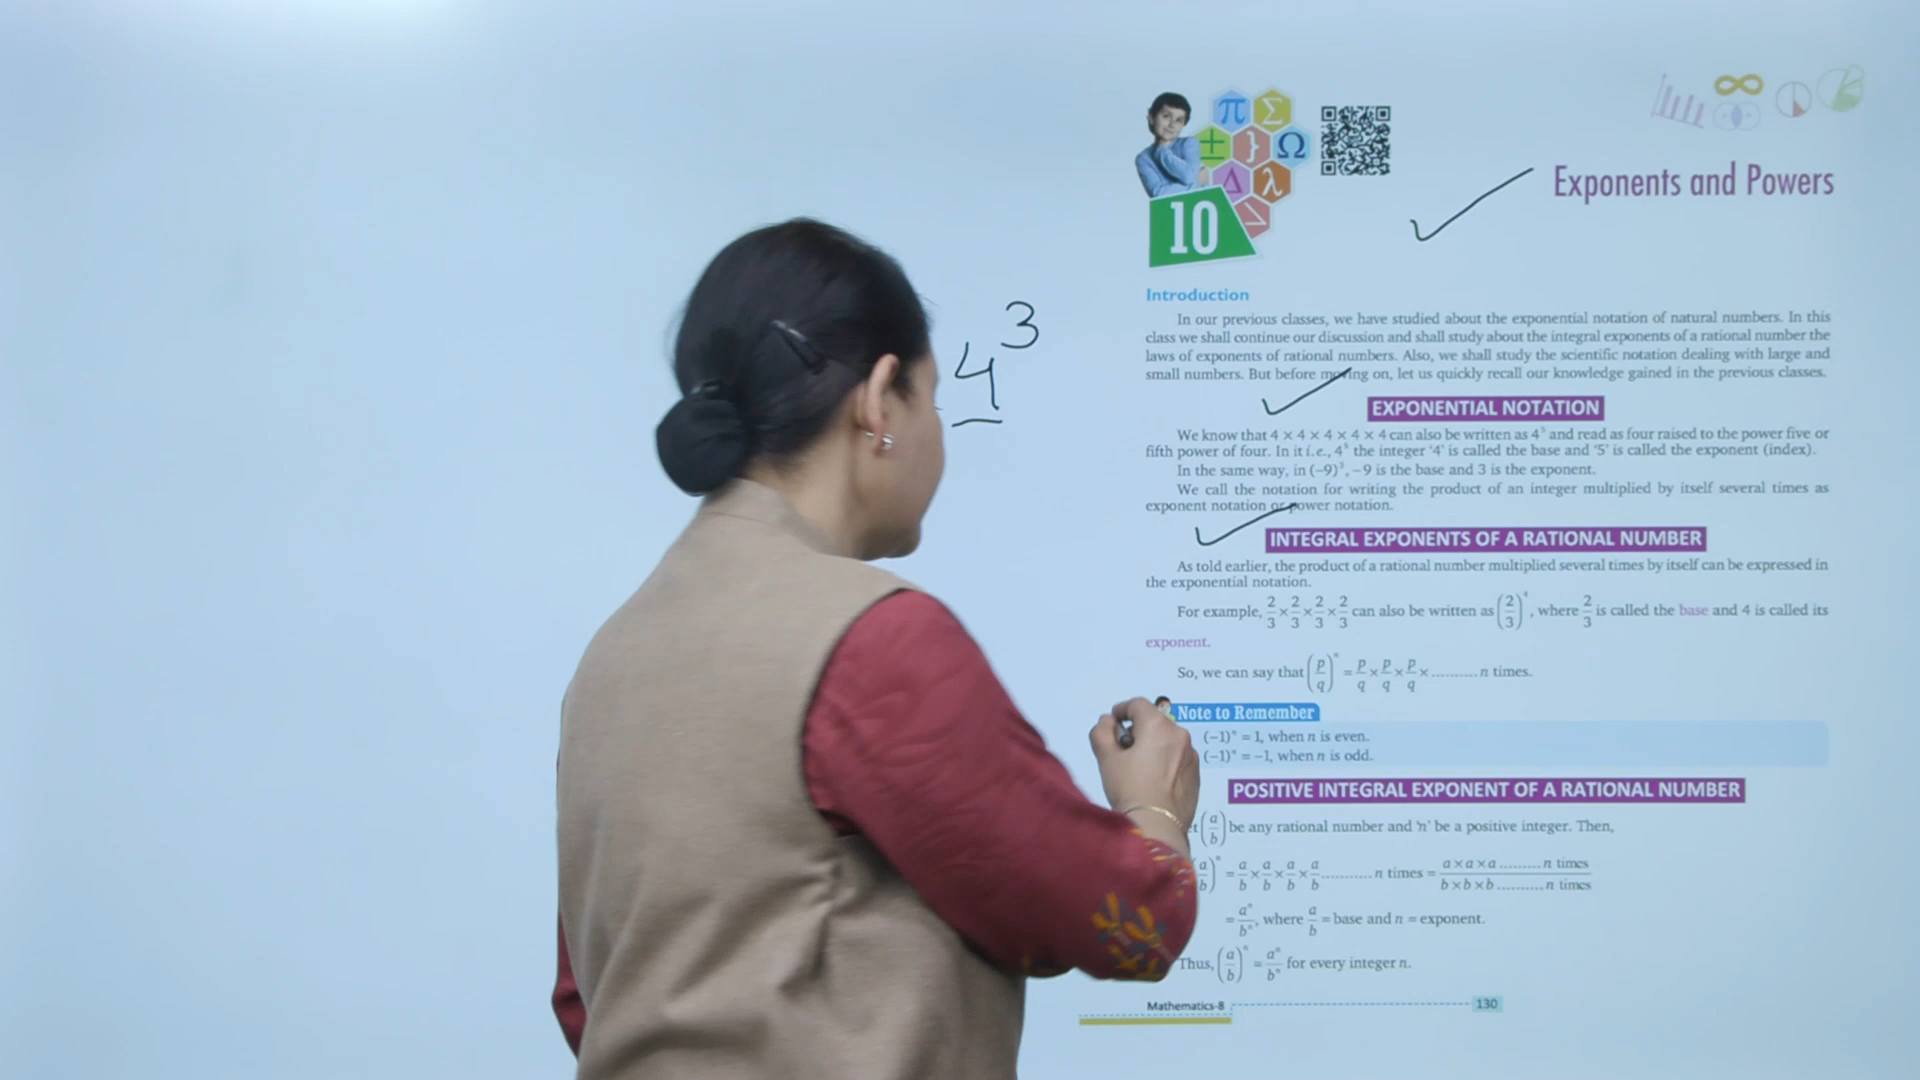 4³
π Σ
± } Ω
Δ λ
10 >
Exponents and Powers
Introduction
In our previous classes, we have studied about the exponential notation of natural numbers. In this
class we shall continue our discussion and shall study about the integral exponents of a rational number the
laws of exponents of rational numbers. Also, we shall study the scientific notation dealing with large and
small numbers. But before moving on, let us quickly recall our knowledge gained in the previous classes.
EXPONENTIAL NOTATION
We know that 4 × 4 × 4 × 4 × 4 can also be written as 4⁵ and read as four raised to the power five or
fifth power of four. In it i.e., 4⁵ the integer '4' is called the base and '5' is called the exponent (index).
In the same way, in (−9)³, −9 is the base and 3 is the exponent.
We call the notation for writing the product of an integer multiplied by itself several times as
exponent notation or power notation.
INTEGRAL EXPONENTS OF A RATIONAL NUMBER
As told earlier, the product of a rational number multiplied several times by itself can be expressed in
the exponential notation.
For example, 2/3 × 2/3 × 2/3 × 2/3 can also be written as (2/3)⁴, where 2/3 is called the base and 4 is called its
exponent.
So, we can say that (p/q)ⁿ = p/q × p/q × p/q × .......... n times.
Note to Remember
(−1)ⁿ = 1, when n is even.
(−1)ⁿ = −1, when n is odd.
POSITIVE INTEGRAL EXPONENT OF A RATIONAL NUMBER
(a/b) be any rational number and 'n' be a positive integer. Then,
(a/b)ⁿ = a/b × a/b × a/b × a/b ........... n times = a × a × a ......... n times / b × b × b .......... n times
= aⁿ/bⁿ, where a/b = base and n = exponent.
Thus, (a/b)ⁿ = aⁿ/bⁿ for every integer n.
Mathematics-8 130